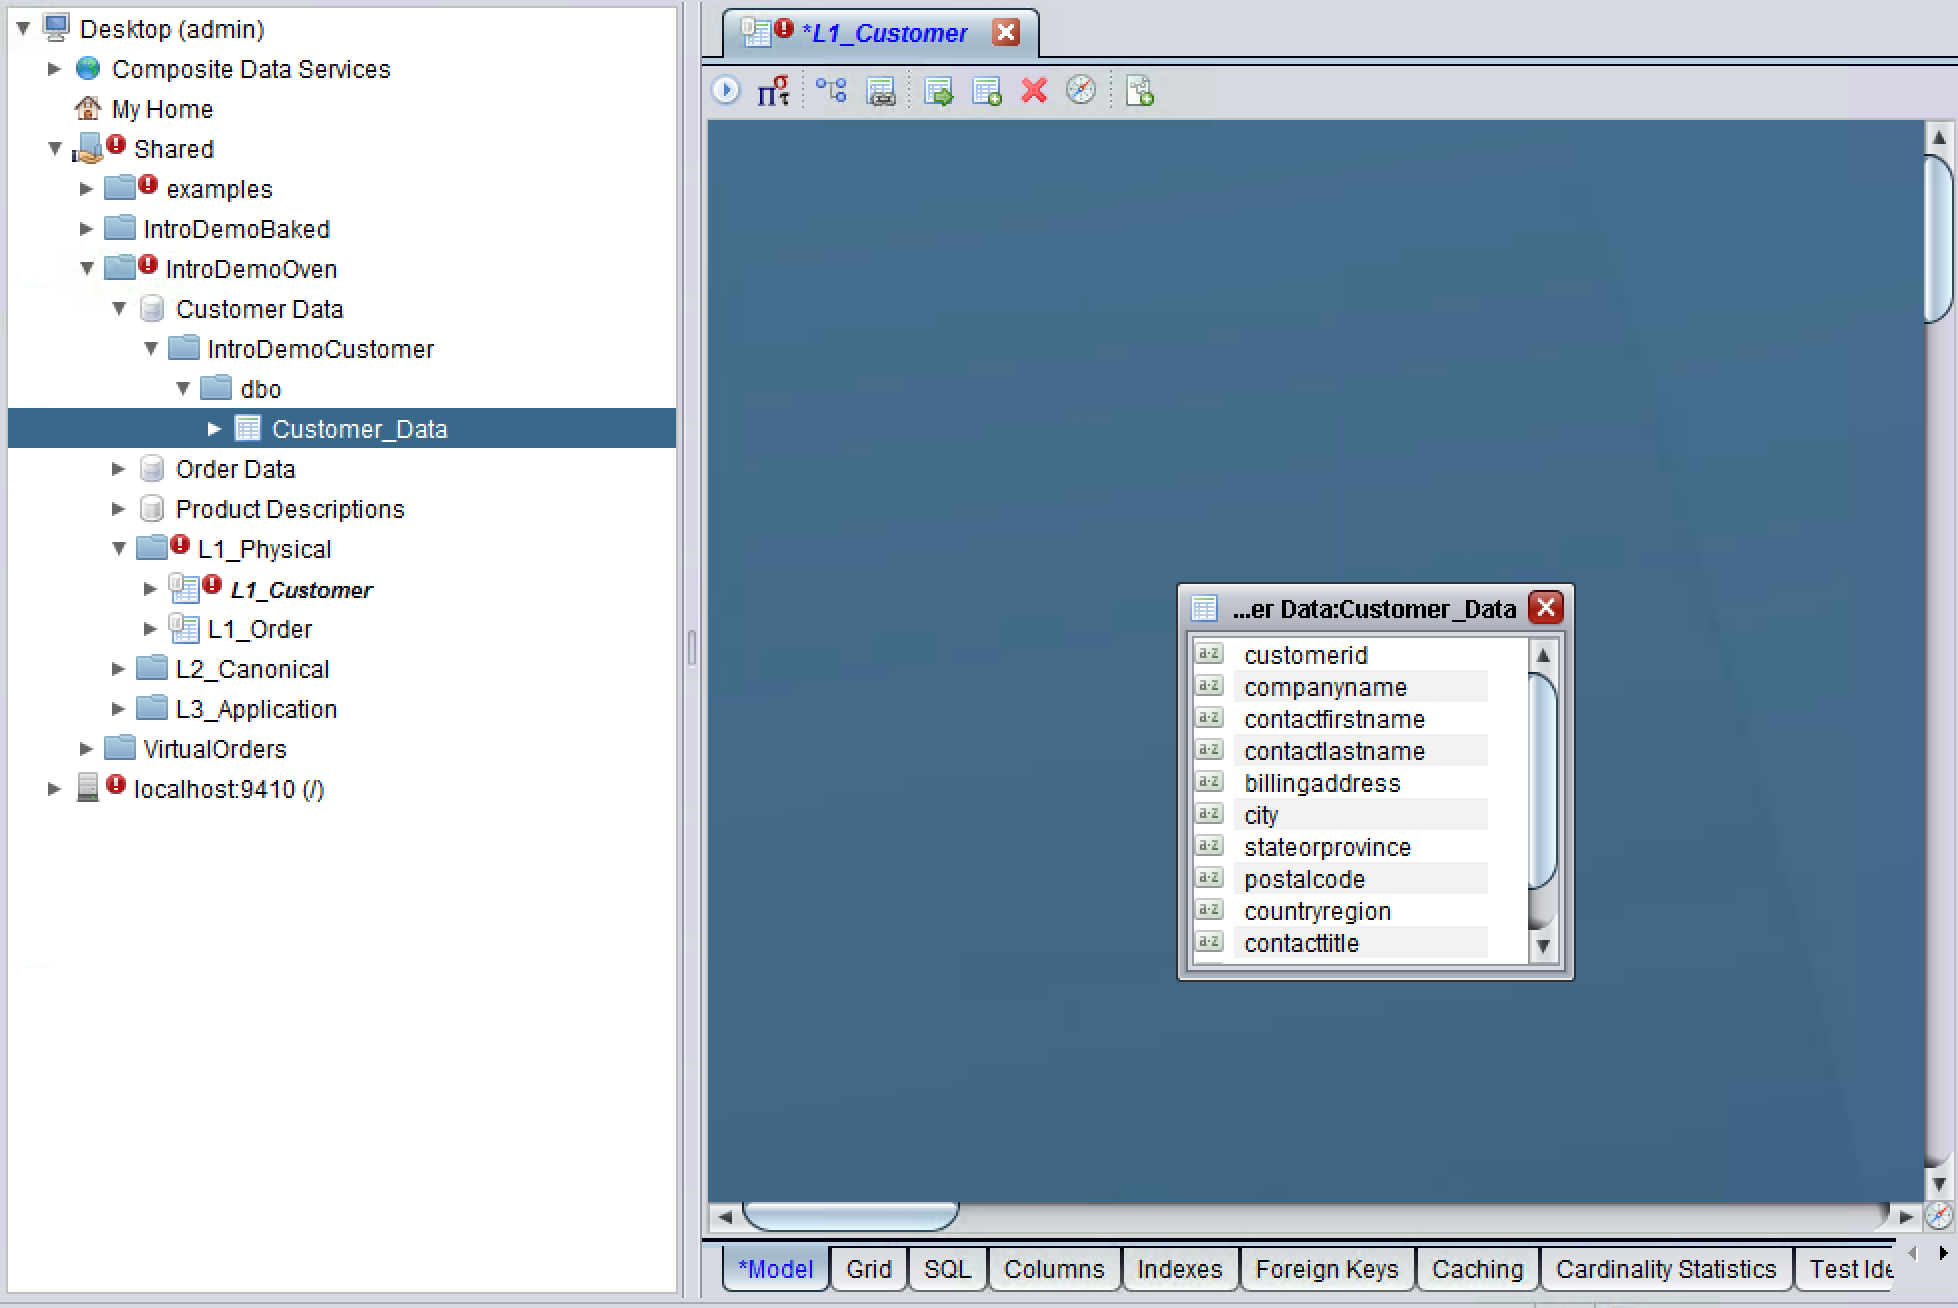 Desktop (admin)
Composite Data Services
My Home
Shared
examples
IntroDemoBaked
IntroDemoOven
Customer Data
IntroDemoCustomer
dbo
Customer_Data
Order Data
Product Descriptions
L1_Physical
L1_Customer
L1_Order
L2_Canonical
L3_Application
VirtualOrders
localhost:9410 (/)
*L1_Customer
...er Data:Customer_Data
a-z customerid
a-z companyname
a-z contactfirstname
a-z contactlastname
a-z billingaddress
a-z city
a-z stateorprovince
a-z postalcode
a-z countryregion
a-z contacttitle
*Model Grid SQL Columns Indexes Foreign Keys Caching Cardinality Statistics Test Ide